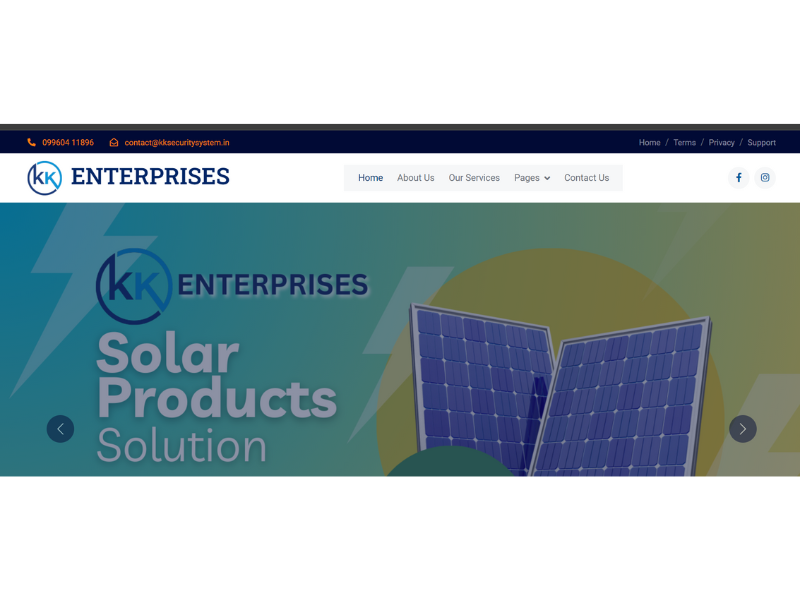 099604 11896 contact@kksecuritysystem.in Home / Terms / Privacy / Support
KK ENTERPRISES Home About Us Our Services Pages Contact Us
KK ENTERPRISES
Solar
Products
Solution